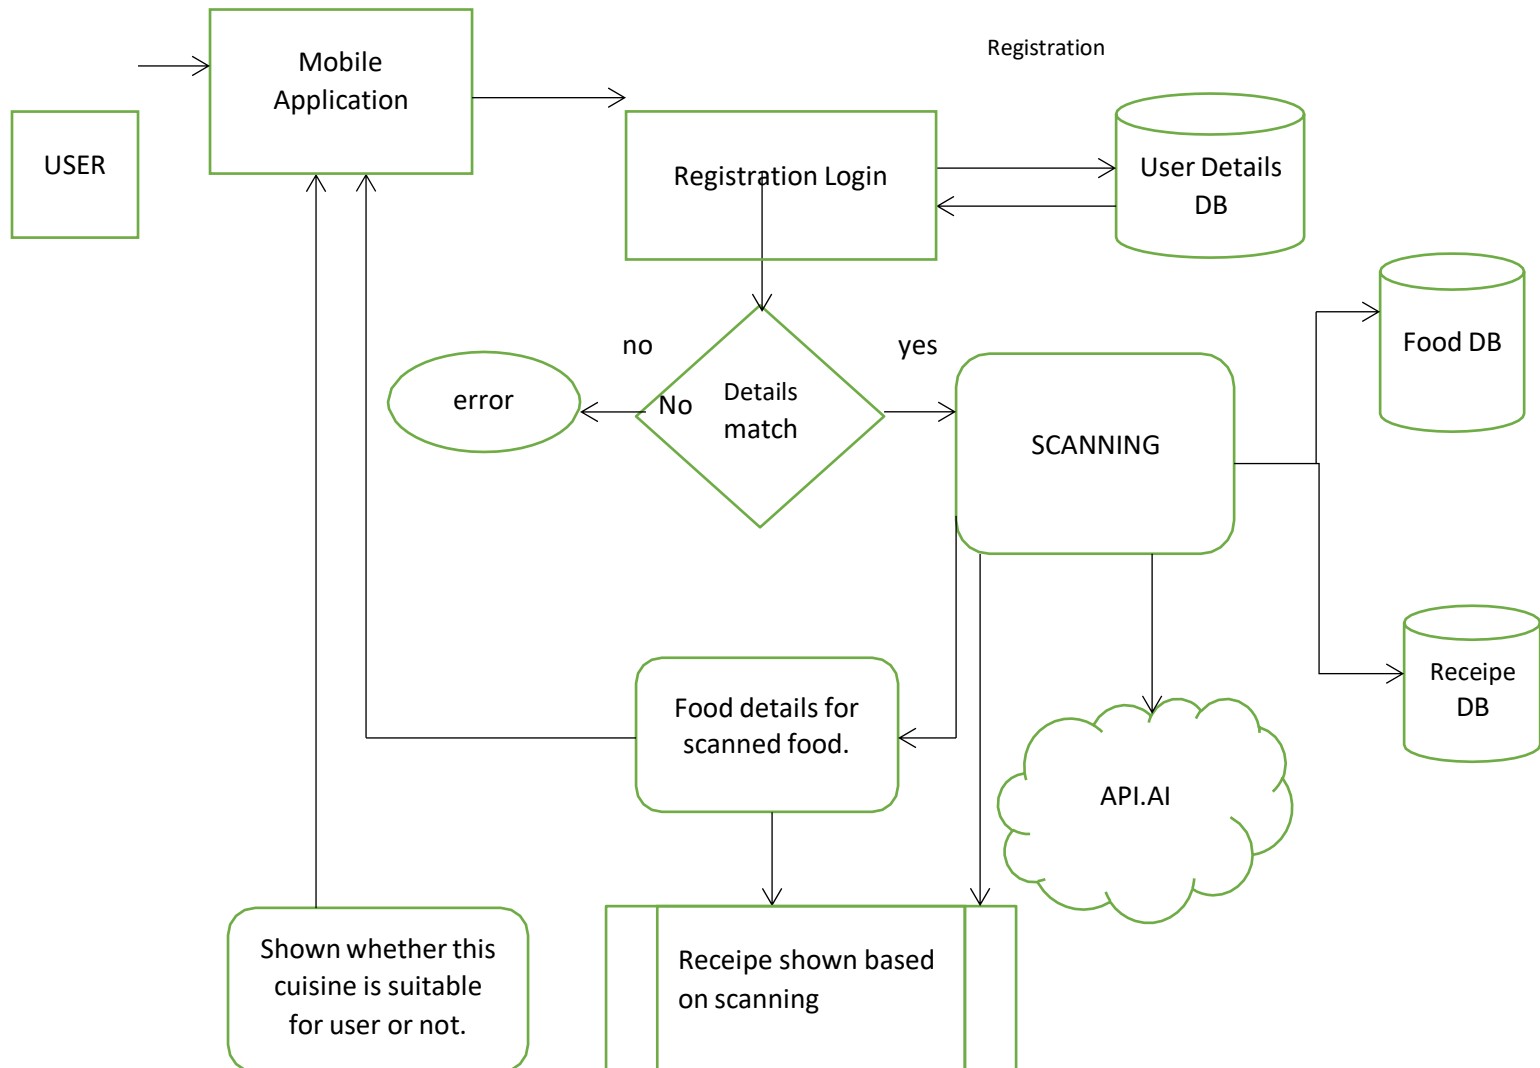 Registration
Mobile
Application
USER
Registration Login
User Details
DB
Food DB
no
yes
error
No
Details
match
SCANNING
Receipe
DB
Food details for
scanned food.
API.AI
Shown whether this
cuisine is suitable
for user or not.
Receipe shown based
on scanning